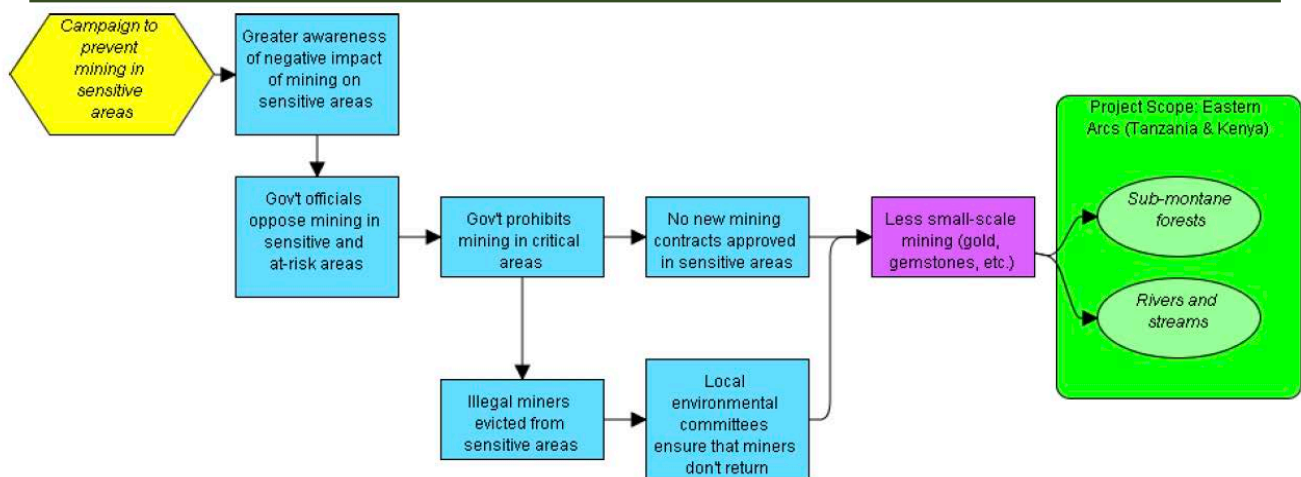 Campaign to
prevent
mining in
sensitive
areas
Greater awareness
of negative impact
of mining on
sensitive areas
Gov't officials
oppose mining in
sensitive and
at-risk areas
Gov't prohibits
mining in critical
areas
No new mining
contracts approved
in sensitive areas
Less small-scale
mining (gold,
gemstones, etc.)
Project Scope: Eastern
Arcs (Tanzania & Kenya)
Sub-montane
forests
Rivers and
streams
Illegal miners
evicted from
sensitive areas
Local
environmental
committees
ensure that miners
don't return